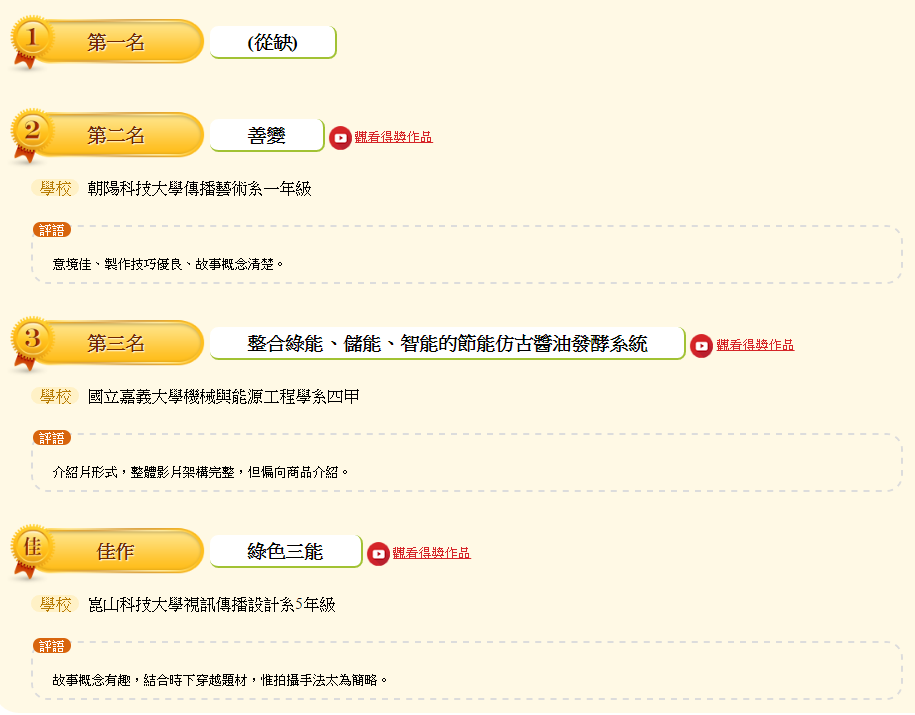 1 第一名 (從缺)
2 第二名 善變 觀看得獎作品
學校 朝陽科技大學傳播藝術系一年級
評語
意境佳、製作技巧優良、故事概念清楚。
3 第三名 整合綠能、儲能、智能的節能仿古醬油發酵系統 觀看得獎作品
學校 國立嘉義大學機械與能源工程學系四甲
評語
介紹片形式，整體影片架構完整，但偏向商品介紹。
佳 佳作 綠色三能 觀看得獎作品
學校 崑山科技大學視訊傳播設計系5年級
評語
故事概念有趣，結合時下穿越題材，惟拍攝手法太為簡略。